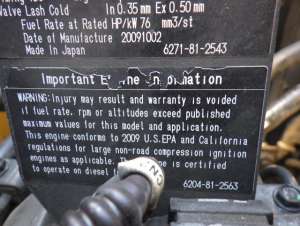 Valve Lash Cold In 0.35 mm Ex 0.50 mm
Fuel Rate at Rated HP/kW 76 mm3/st
Date of Manufacture 20091002
Made in Japan 6271-81-2543
Important Engine Information
WARNING: Injury may result and warranty is voided
if fuel rate, rpm or altitudes exceed published
maximum values for this model and application.
This engine conforms to 2009 U.S.EPA and California
regulations for large non-road compression ignition
engines as applicable. This engine is certified
to operate on diesel
6204-81-2563